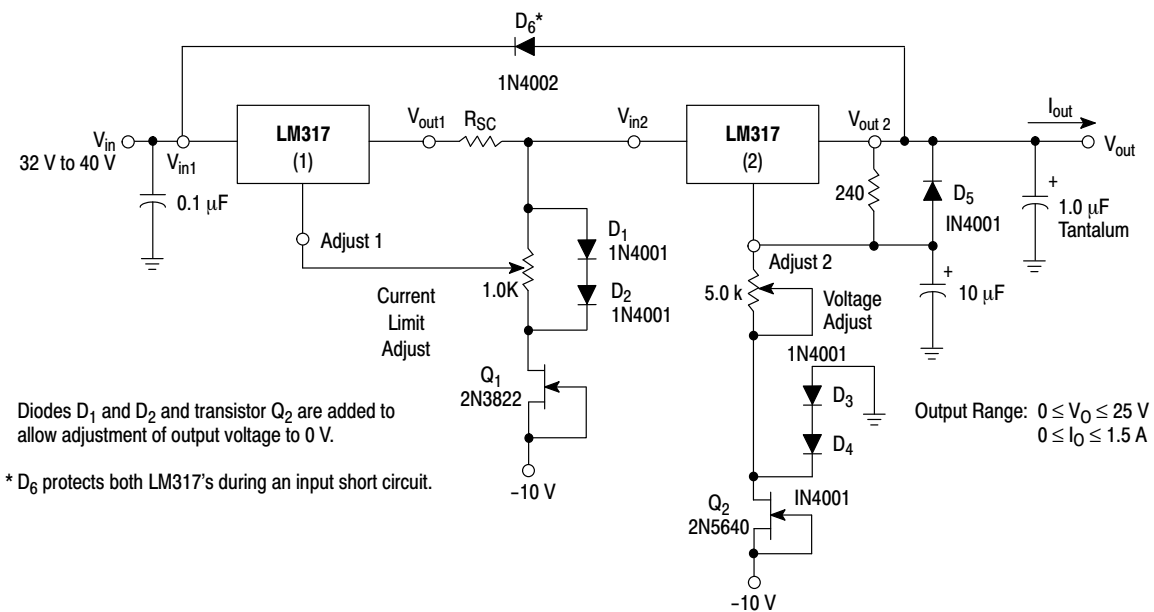 D6*
1N4002
Vin
32 V to 40 V
Vin1
0.1 μF
LM317
(1)
Vout1
RSC
Vin2
LM317
(2)
Vout 2
Iout
Vout
240
D5
IN4001
+
1.0 μF
Tantalum
Adjust 1
1.0K
D1
1N4001
D2
1N4001
Current
Limit
Adjust
Adjust 2
5.0 k
Voltage
Adjust
+
10 μF
Q1
2N3822
–10 V
1N4001
D3
D4
IN4001
Q2
2N5640
–10 V
Diodes D1 and D2 and transistor Q2 are added to
allow adjustment of output voltage to 0 V.
* D6 protects both LM317's during an input short circuit.
Output Range: 0 ≤ VO ≤ 25 V
0 ≤ IO ≤ 1.5 A